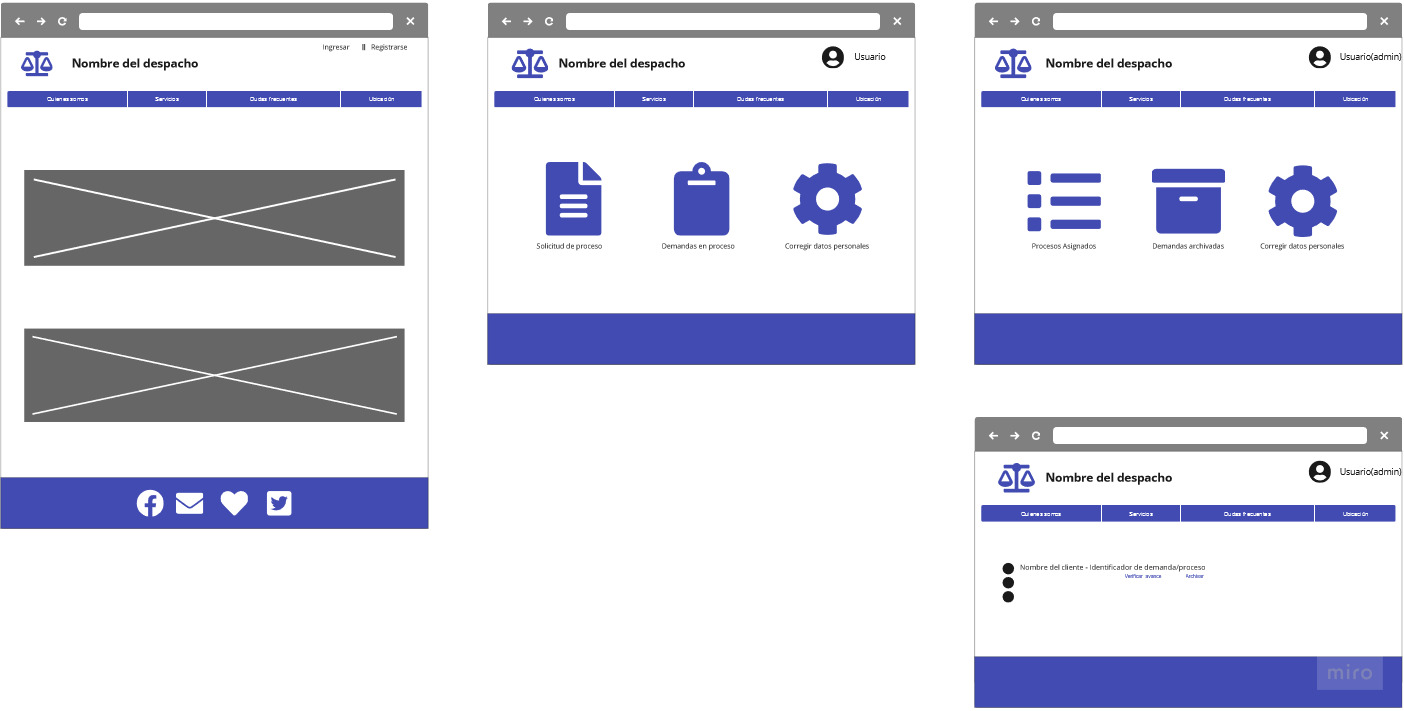 Ingresar || Registrarse
Nombre del despacho
Quienes somos Servicios Dudas frecuentes Ubicación
Usuario
Nombre del despacho
Quienes somos Servicios Dudas frecuentes Ubicación
Solicitud de proceso Demandas en proceso Corregir datos personales
Usuario(admin)
Nombre del despacho
Quienes somos Servicios Dudas frecuentes Ubicación
Procesos Asignados Demandas archivadas Corregir datos personales
Usuario(admin)
Nombre del despacho
Quienes somos Servicios Dudas frecuentes Ubicación
Nombre del cliente - Identificador de demanda/proceso
Verificar avance Archivar
miro